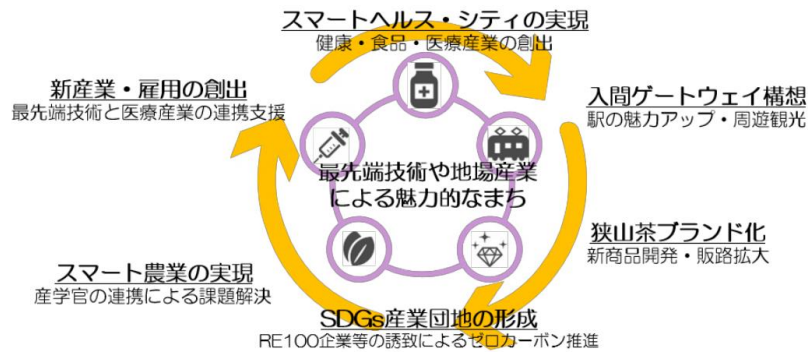 スマートヘルス・シティの実現
健康・食品・医療産業の創出
新産業・雇用の創出
最先端技術と医療産業の連携支援
入間ゲートウェイ構想
駅の魅力アップ・周遊観光
最先端技術や地場産業
による魅力的なまち
狭山茶ブランド化
新商品開発・販路拡大
スマート農業の実現
産学官の連携による課題解決
SDGs産業団地の形成
RE100企業等の誘致によるゼロカーボン推進